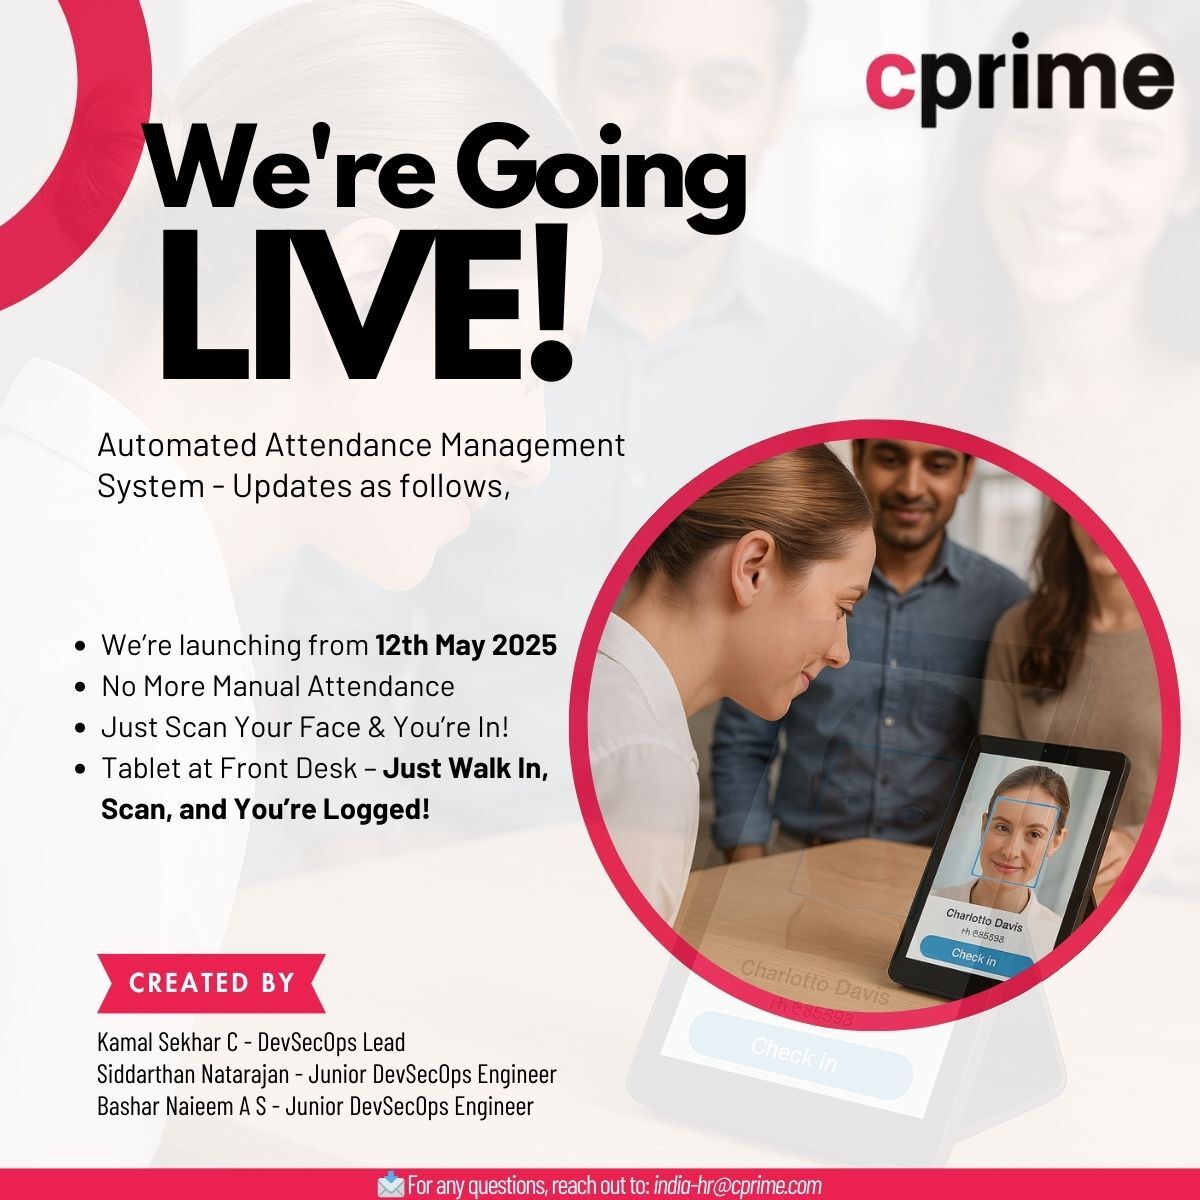 cprime
We're Going
LIVE!
Automated Attendance Management
System - Updates as follows,
• We’re launching from 12th May 2025
• No More Manual Attendance
• Just Scan Your Face & You’re In!
• Tablet at Front Desk – Just Walk In,
Scan, and You’re Logged!
Charlotto Davis
Check in
Charlotto Davis
Check in
CREATED BY
Kamal Sekhar C - DevSecOps Lead
Siddarthan Natarajan - Junior DevSecOps Engineer
Bashar Naieem A S - Junior DevSecOps Engineer
For any questions, reach out to: india-hr@cprime.com